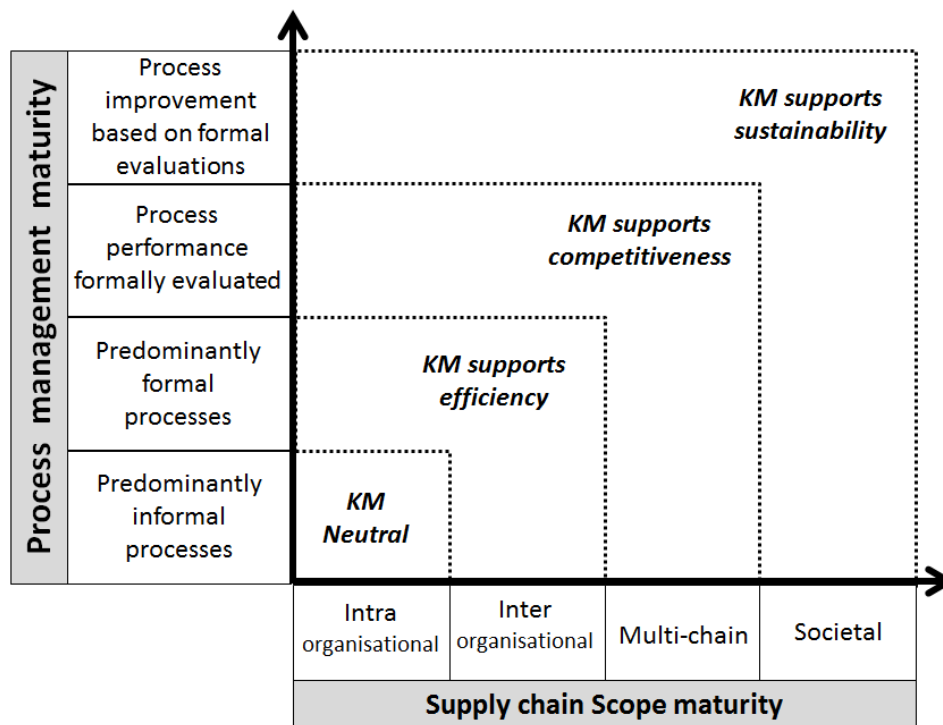 Process management maturity
Process
improvement
based on formal
evaluations
KM supports
sustainability
Process
performance
formally evaluated
KM supports
competitiveness
Predominantly
formal
processes
KM supports
efficiency
Predominantly
informal
processes
KM
Neutral
Intra
organisational
Inter
organisational
Multi-chain
Societal
Supply chain Scope maturity